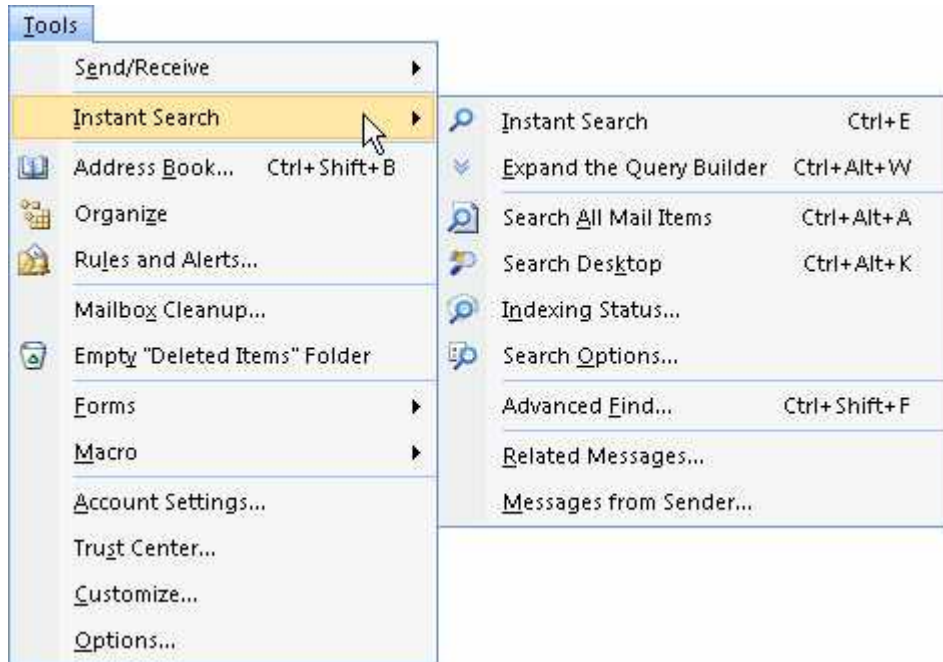 Tools
Send/Receive
Instant Search
Address Book... Ctrl+Shift+B
Organize
Rules and Alerts...
Mailbox Cleanup...
Empty "Deleted Items" Folder
Forms
Macro
Account Settings...
Trust Center...
Customize...
Options...
Instant Search Ctrl+E
Expand the Query Builder Ctrl+Alt+W
Search All Mail Items Ctrl+Alt+A
Search Desktop Ctrl+Alt+K
Indexing Status...
Search Options...
Advanced Find... Ctrl+Shift+F
Related Messages...
Messages from Sender...